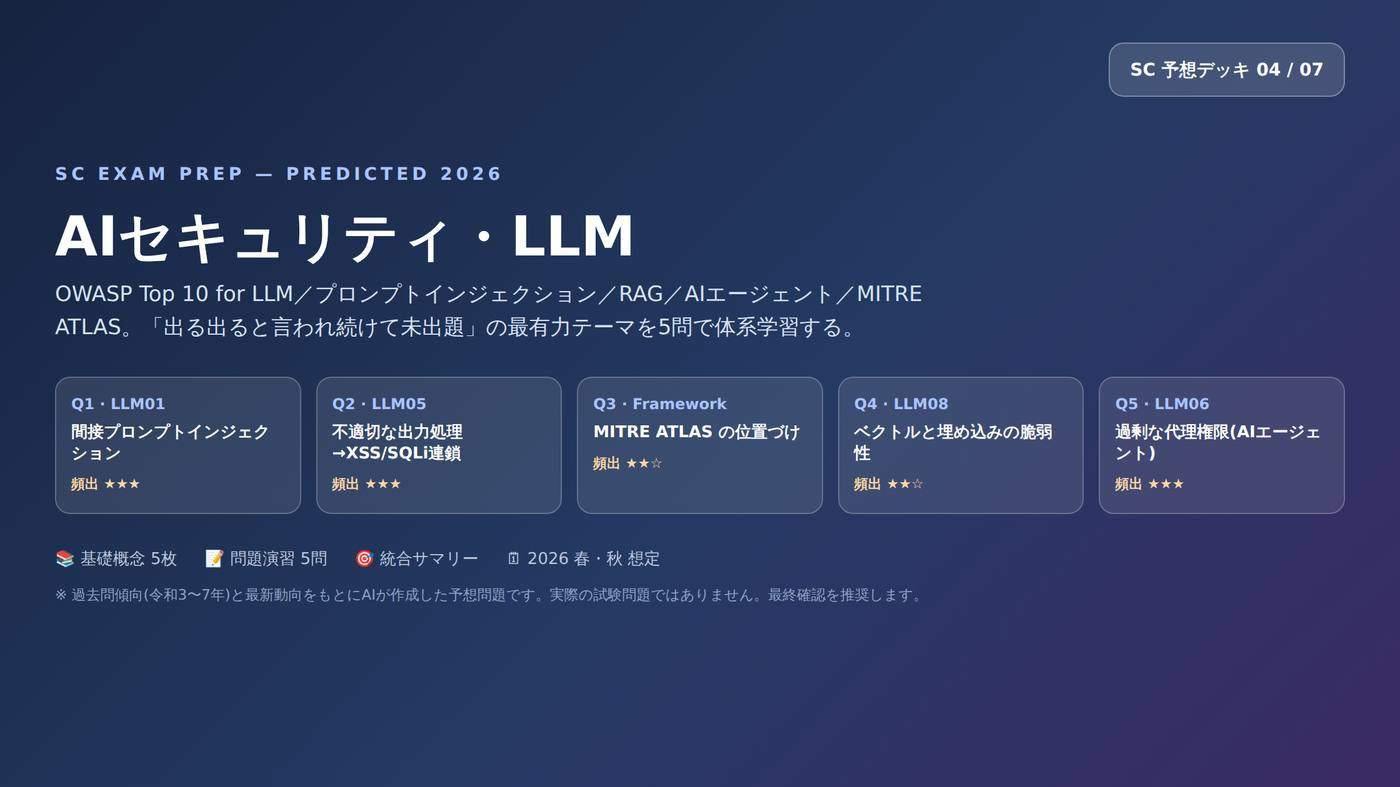 SC 予想デッキ 04 / 07
SC EXAM PREP — PREDICTED 2026
AIセキュリティ・LLM
OWASP Top 10 for LLM／プロンプトインジェクション／RAG／AIエージェント／MITRE
ATLAS。「出る出ると言われ続けて未出題」の最有力テーマを5問で体系学習する。
Q1 · LLM01
間接プロンプトインジェク
ション
頻出 ★★★
Q2 · LLM05
不適切な出力処理
→XSS/SQLi連鎖
頻出 ★★★
Q3 · Framework
MITRE ATLAS の位置づけ
頻出 ★★☆
Q4 · LLM08
ベクトルと埋め込みの脆弱
性
頻出 ★★☆
Q5 · LLM06
過剰な代理権限(AIエージェ
ント)
頻出 ★★★
📚 基礎概念 5枚 📝 問題演習 5問 🎯 統合サマリー 🗓 2026 春・秋 想定
※ 過去問傾向(令和3〜7年)と最新動向をもとにAIが作成した予想問題です。実際の試験問題ではありません。最終確認を推奨します。